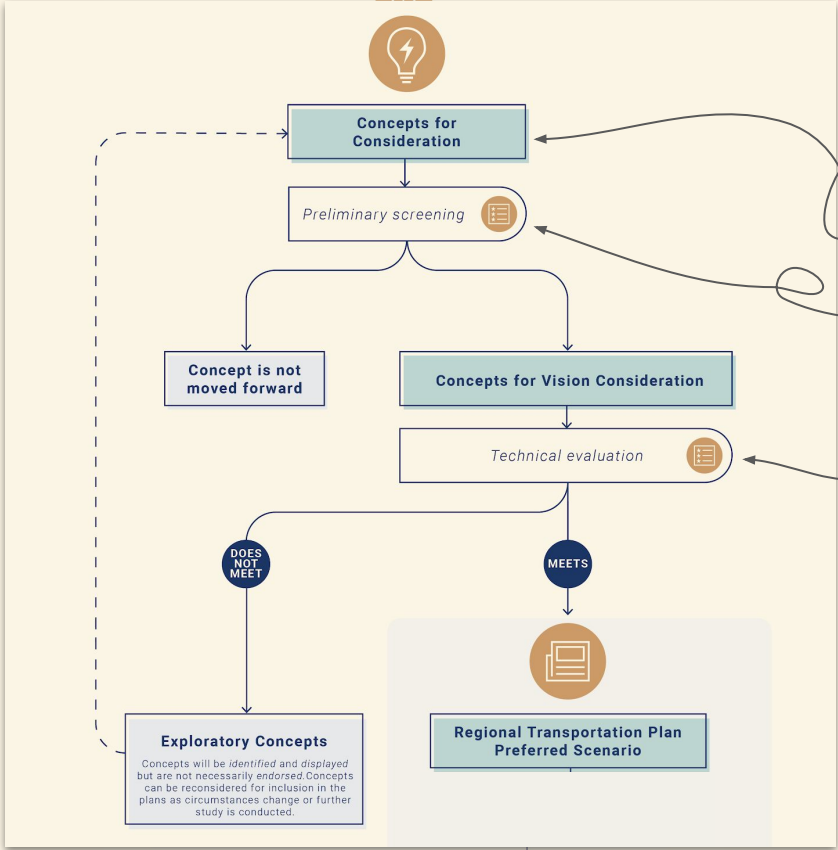 Concepts for
Consideration
Preliminary screening
Concept is not
moved forward
Concepts for Vision Consideration
Technical evaluation
DOES
NOT
MEET
MEETS
Exploratory Concepts
Concepts will be identified and displayed
but are not necessarily endorsed.Concepts
can be reconsidered for inclusion in the
plans as circumstances change or further
study is conducted.
Regional Transportation Plan
Preferred Scenario